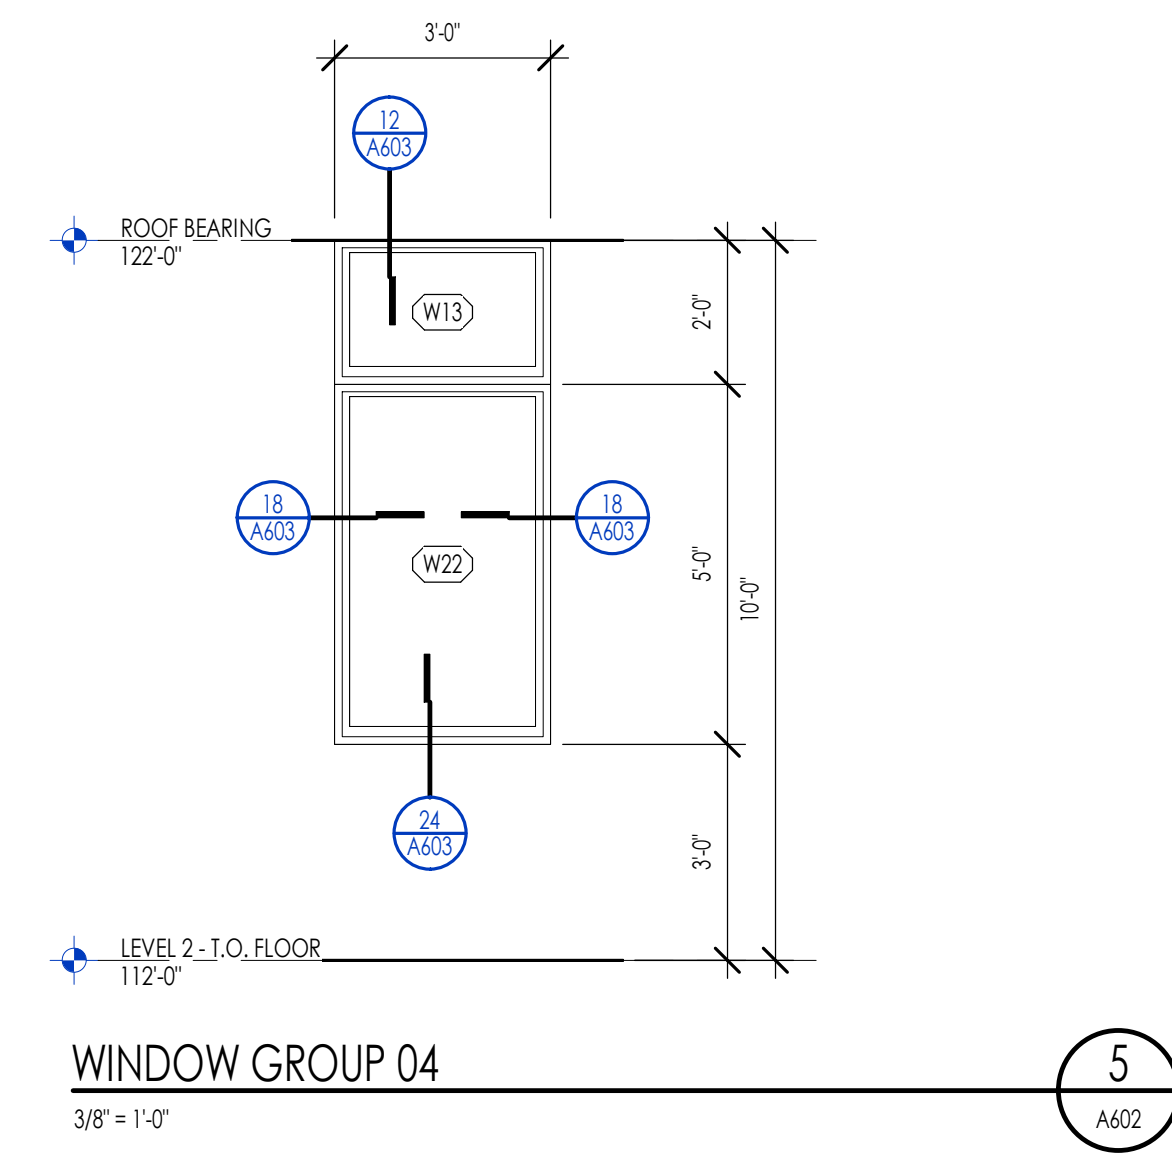 3'-0"
12
A603
ROOF BEARING
122'-0"
W13
2'-0"
18
A603
18
A603
W22
5'-0"
10'-0"
24
A603
3'-0"
LEVEL 2 - T.O. FLOOR
112'-0"
WINDOW GROUP 04
5
3/8" = 1'-0"
A602